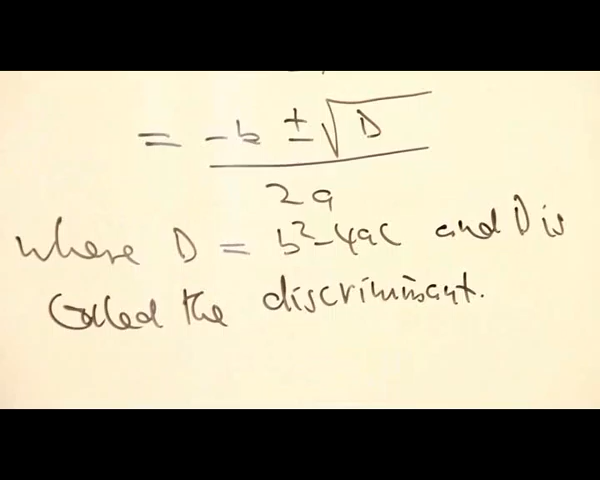 = -b ± √D
2a
where D = b²-4ac and D is
Called the discriminant.